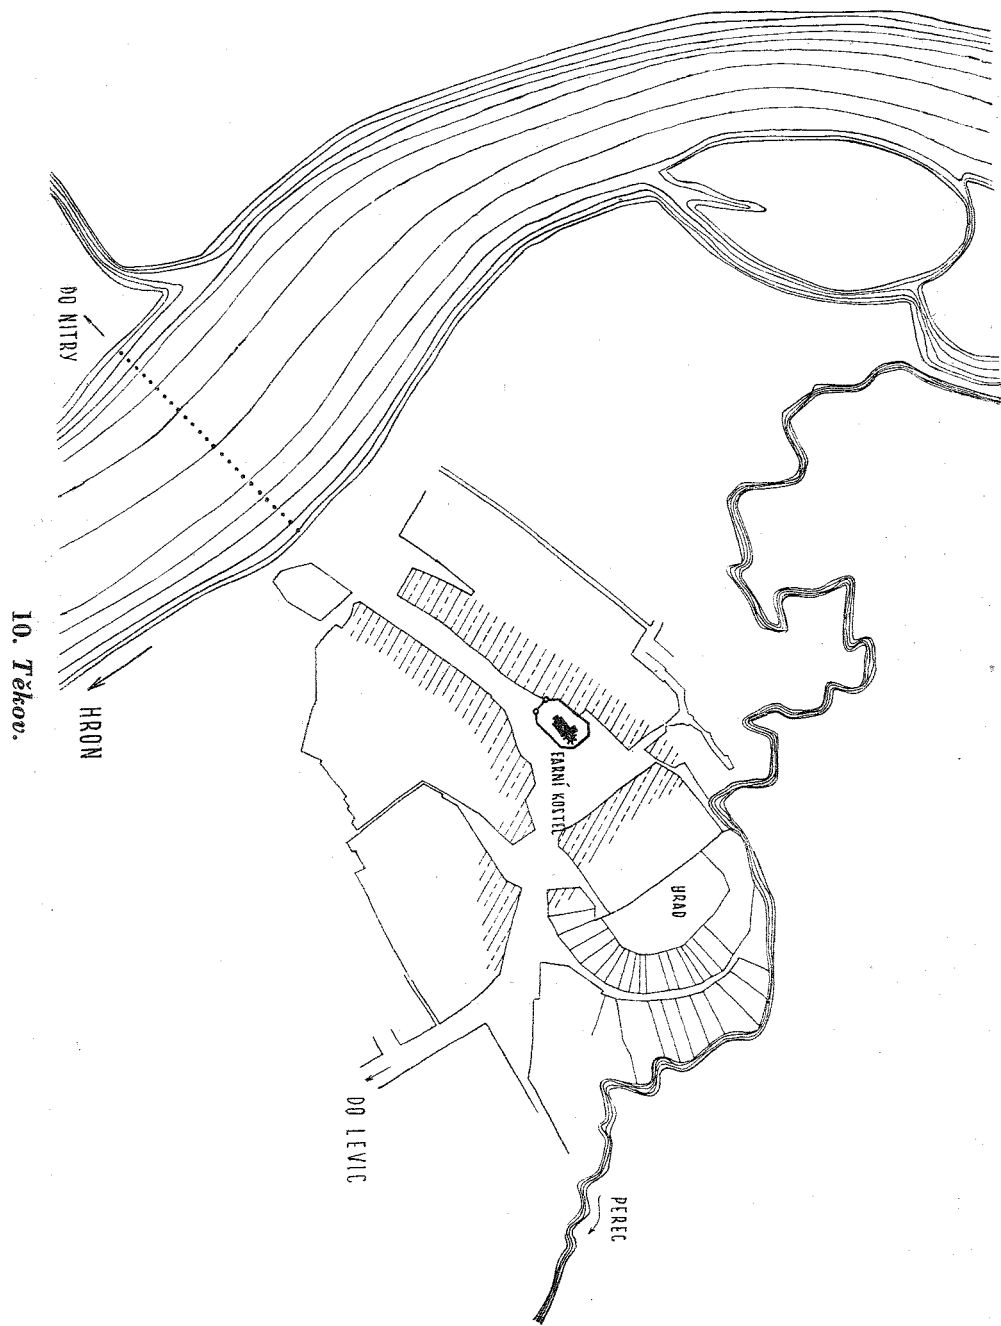 PEREC
HRAD
FARNÍ KOSTEL
DO LEVIC
HRON
DO NITRY
10. Těkov.